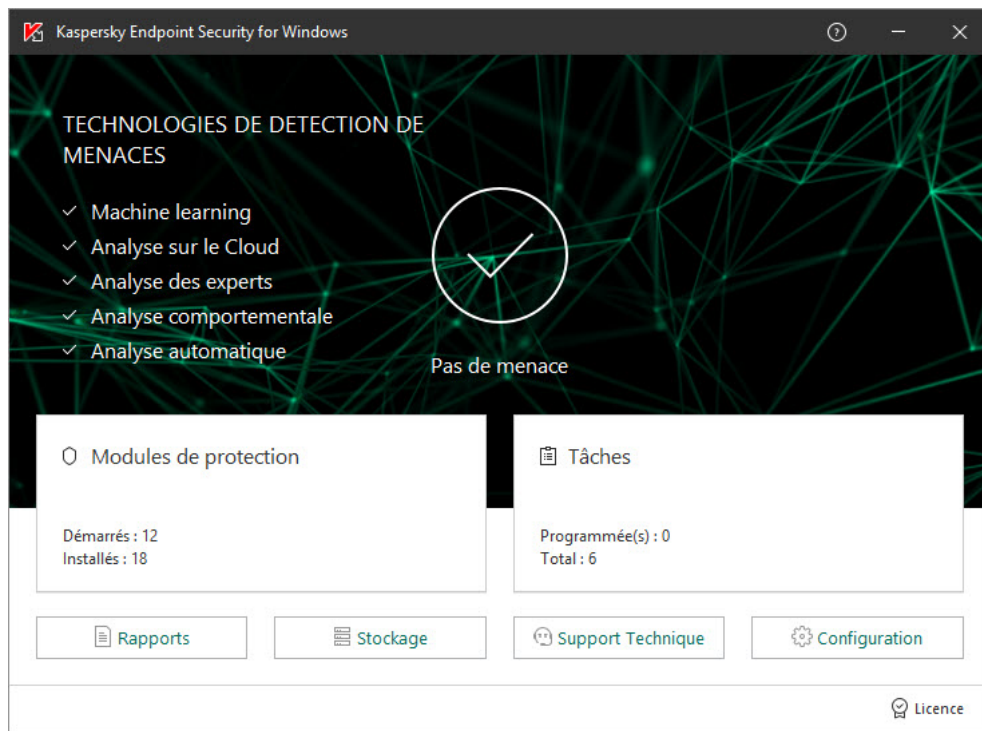 Kaspersky Endpoint Security for Windows
TECHNOLOGIES DE DETECTION DE
MENACES
Machine learning
Analyse sur le Cloud
Analyse des experts
Analyse comportementale
Analyse automatique
Pas de menace
Modules de protection
Démarrés : 12
Installés : 18
Tâches
Programmée(s) : 0
Total : 6
Rapports
Stockage
Support Technique
Configuration
Licence